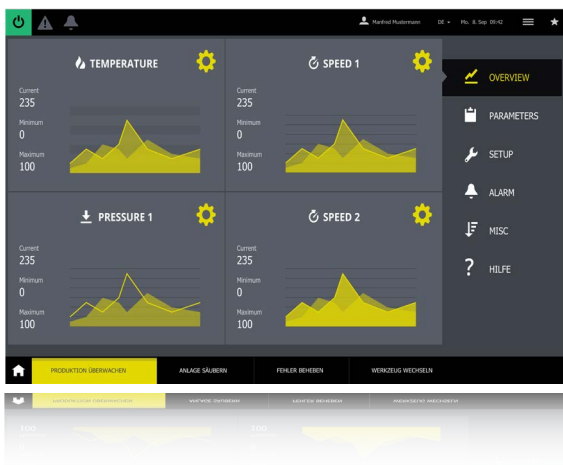 Manfred Mustermann DE Mo. 8. Sep 09:42
TEMPERATURE
Current
235
Minimum
0
Maximum
100
SPEED 1
Current
235
Minimum
0
Maximum
100
PRESSURE 1
Current
235
Minimum
0
Maximum
100
SPEED 2
Current
235
Minimum
0
Maximum
100
OVERVIEW
PARAMETERS
SETUP
ALARM
MISC
? HILFE
PRODUKTION ÜBERWACHEN ANLAGE SÄUBERN FEHLER BEHEBEN WERKZEUG WECHSELN